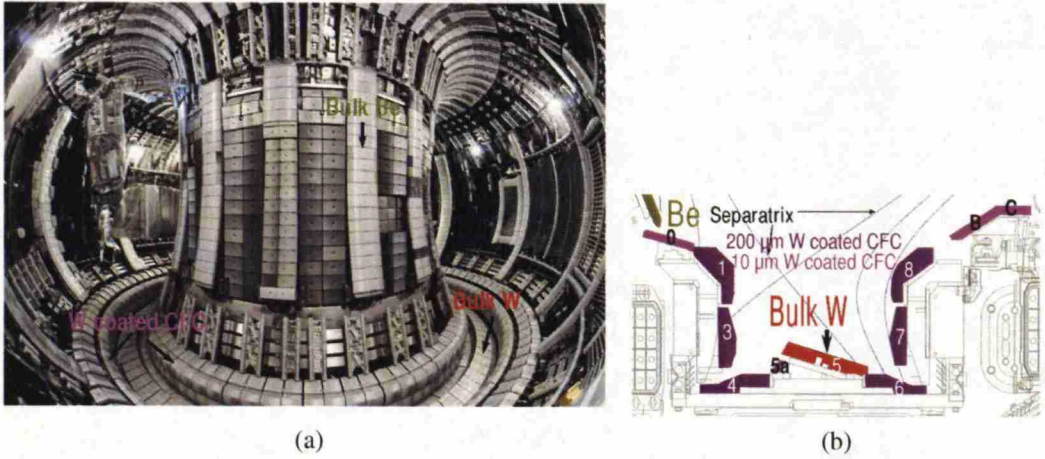 Bulk Be
Bulk W
W coated CFC
(a)
Be
Separatrix
200 μm W coated CFC
10 μm W coated CFC
Bulk W
0
1
3
4
5a
5
6
7
8
B
C
(b)